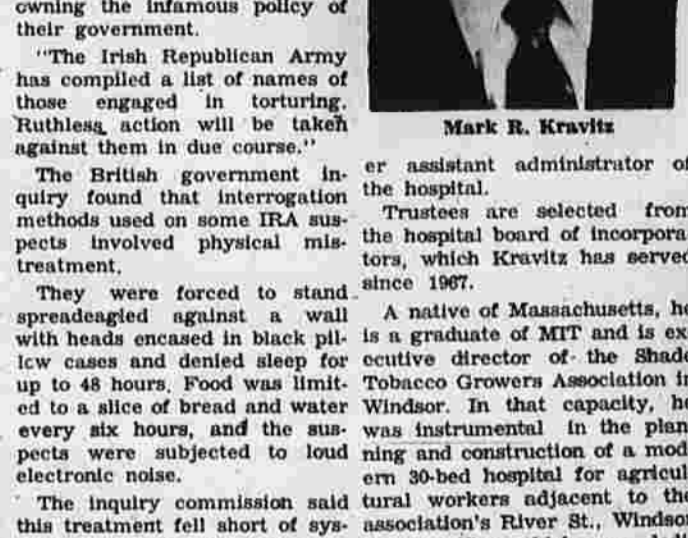 owning the infamous policy of
their government.
"The Irish Republican Army
has compiled a list of names of
those engaged in torturing.
Ruthless action will be taken
against them in due course."
The British government in-
quiry found that interrogation
methods used on some IRA sus-
pects involved physical mis-
treatment.
They were forced to stand
spreadeagled against a wall
with heads encased in black pil-
lcw cases and denied sleep for
up to 48 hours. Food was limit-
ed to a slice of bread and water
every six hours, and the sus-
pects were subjected to loud
electronic noise.
The inquiry commission said
this treatment fell short of sys-
Mark R. Kravitz
er assistant administrator of
the hospital.
Trustees are selected from
the hospital board of incorpora
tors, which Kravitz has served
since 1967.
A native of Massachusetts, he
is a graduate of MIT and is ex
ecutive director of the Shade
Tobacco Growers Association in
Windsor. In that capacity, he
was instrumental in the plan
ning and construction of a mod
ern 30-bed hospital for agricul
tural workers adjacent to the
association's River St., Windsor